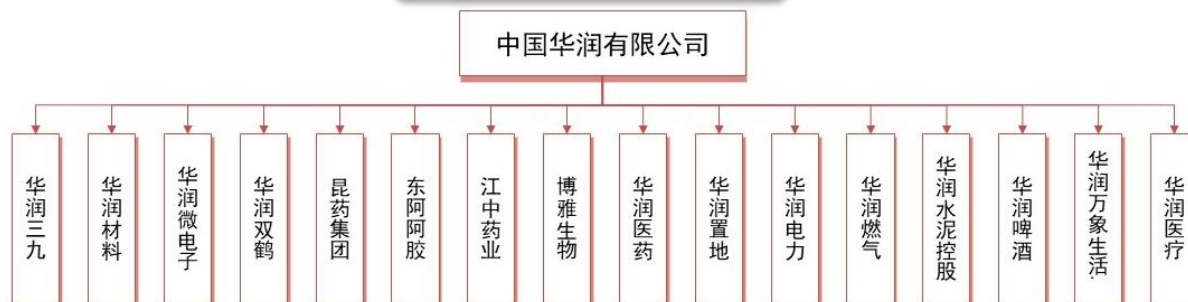 中国华润有限公司
华润三九
华润材料
华润微电子
华润双鹤
昆药集团
东阿阿胶
江中药业
博雅生物
华润医药
华润置地
华润电力
华润燃气
华润水泥控股
华润啤酒
华润万象生活.
华润医疗